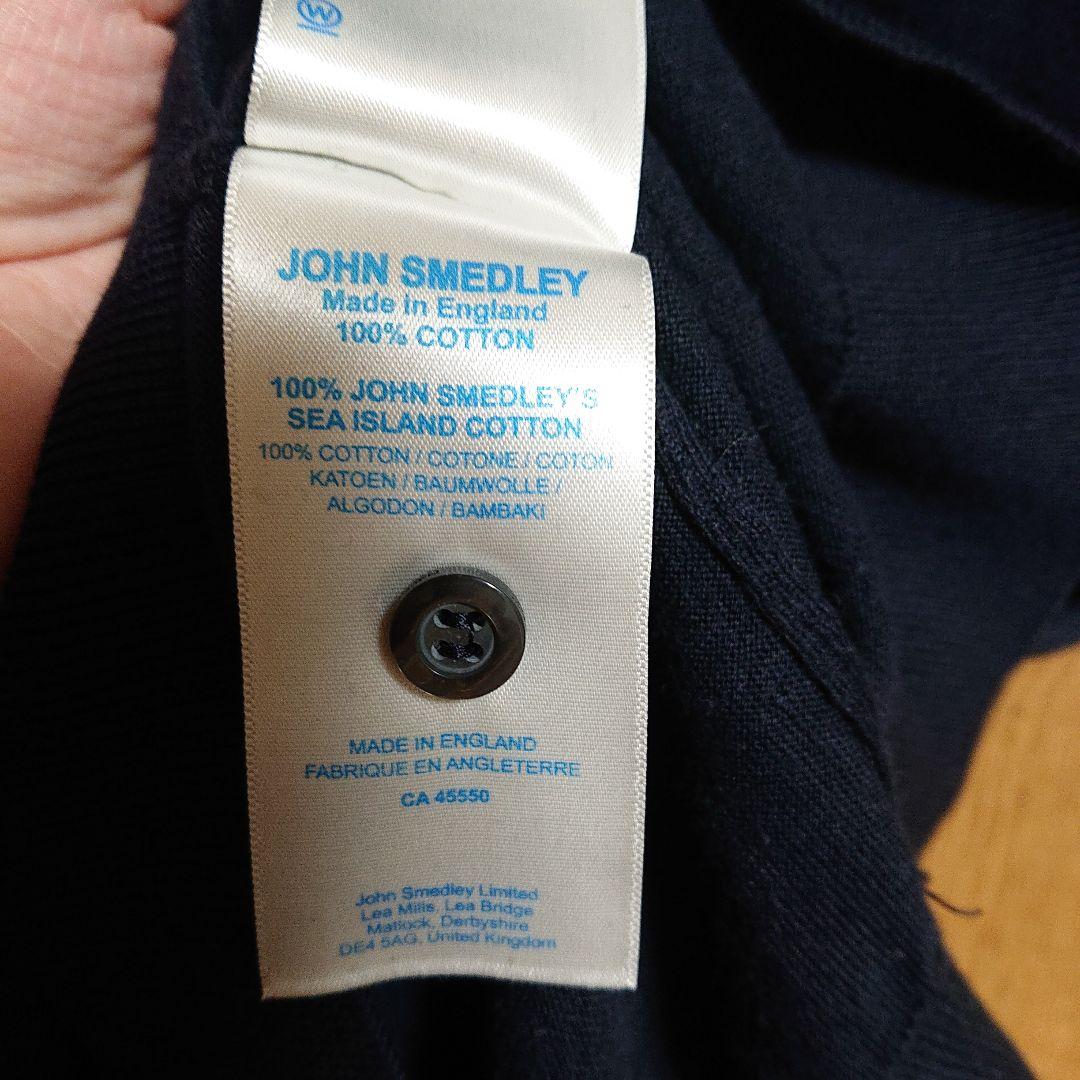 JOHN SMEDLEY
Made in England
100% COTTON
100% JOHN SMEDLEY'S
SEA ISLAND COTTON
100% COTTON / COTONE / COTON
KATOEN / BAUMWOLLE /
ALGODON / BAMBAKI
MADE IN ENGLAND
FABRIQUE EN ANGLETERRE
CA 45550
John Smedley Limited
Lea Mills, Lea Bridge
Matlock, Derbyshire
DE4 5AG, United Kingdom